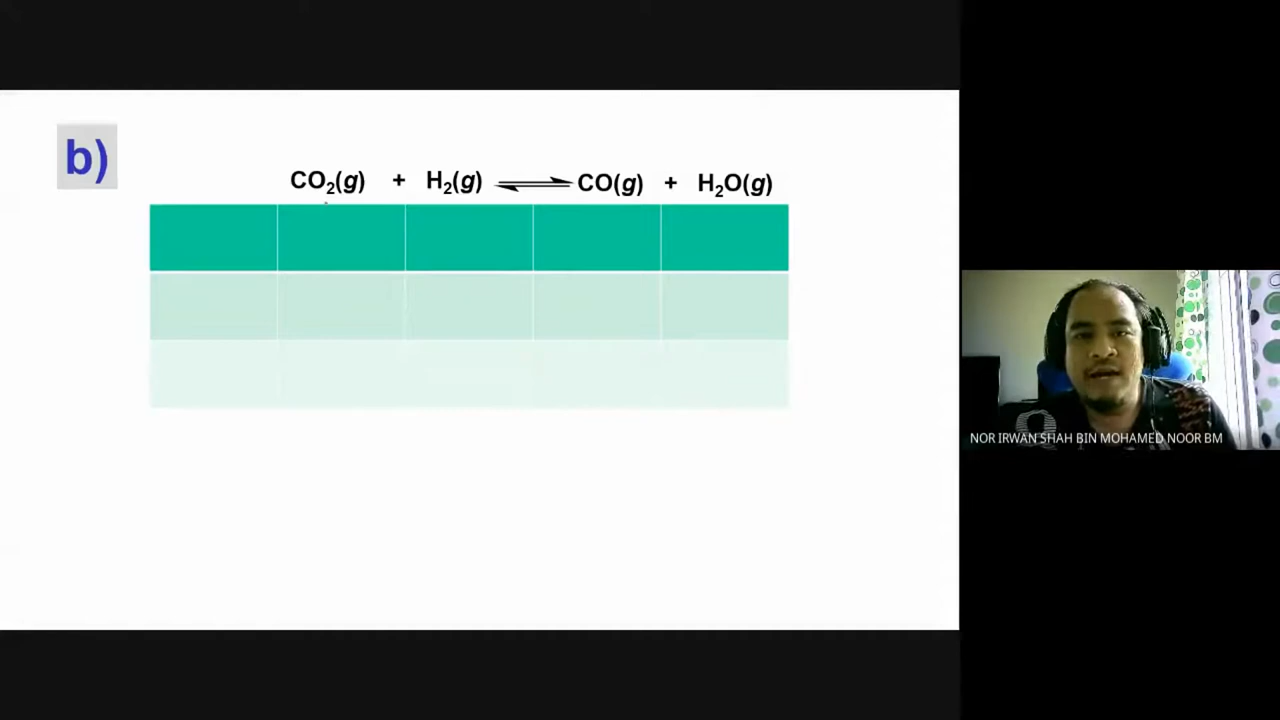 b)
CO₂(g) + H₂(g) ⇌ CO(g) + H₂O(g)
NOR IRWAN SHAH BIN MOHAMED NOOR BM